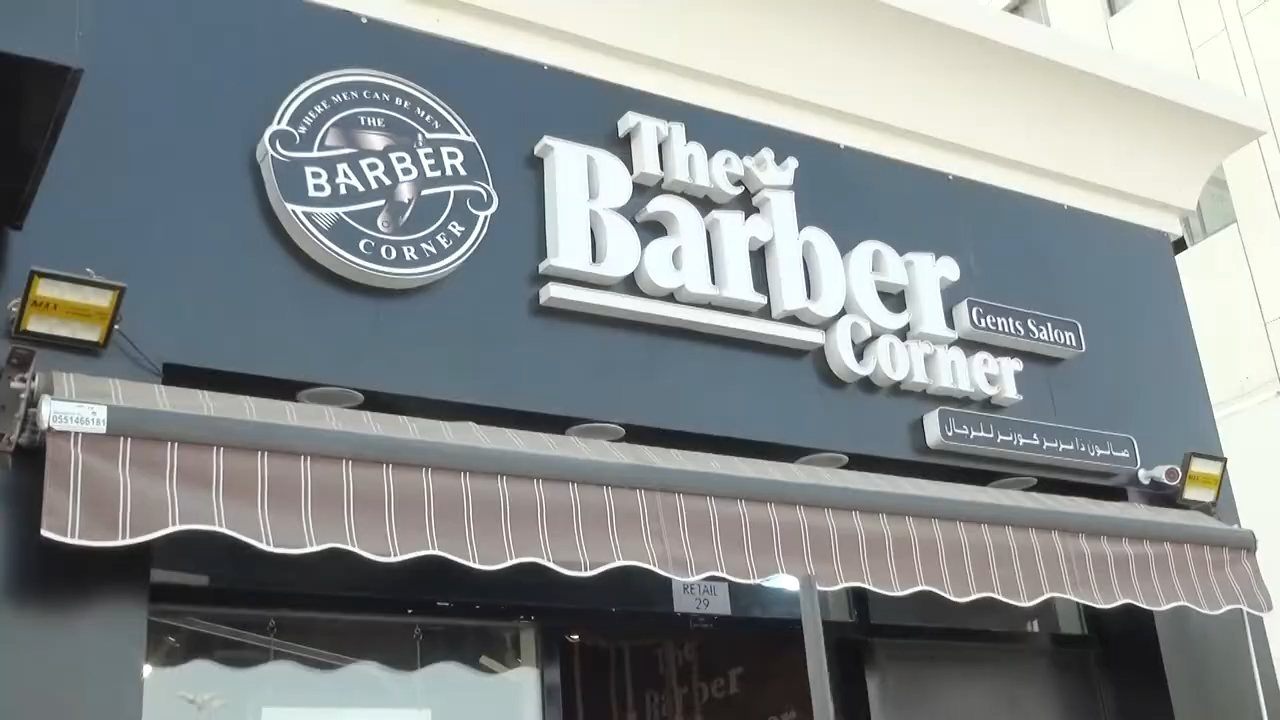 WHERE MEN CAN BE MEN
THE
BARBER
CORNER
The
Barber
Corner
Gents Salon
صالون ذا بربر كورنر للرجال
0551466181
RETAIL
29
The
Barber